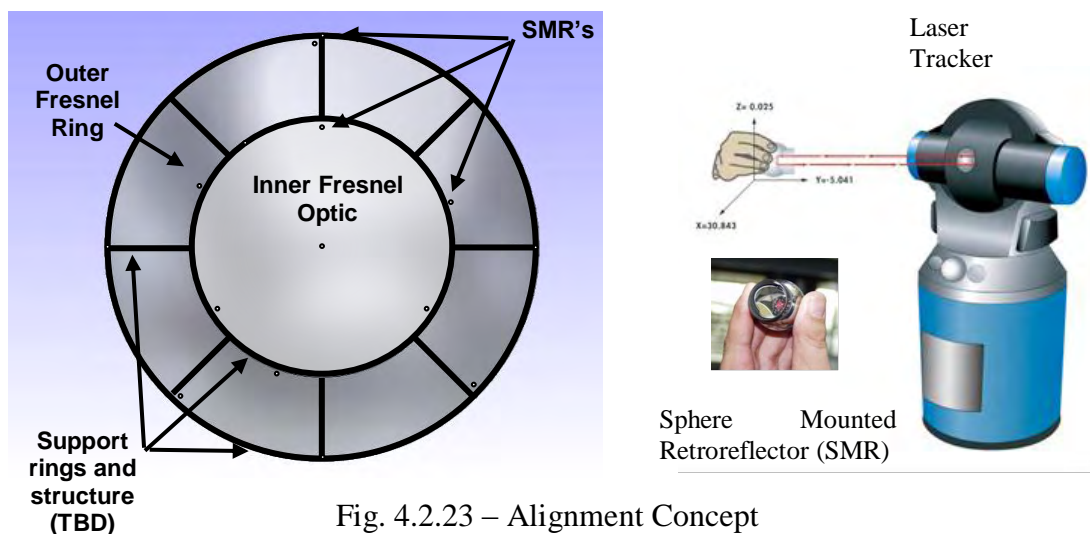 SMR's
Outer
Fresnel
Ring
Inner Fresnel
Optic
Support
rings and
structure
(TBD)
Laser
Tracker
Z= 0.025
Y=-5.041
X=30.843
Sphere Mounted
Retroreflector (SMR)
Fig. 4.2.23 – Alignment Concept